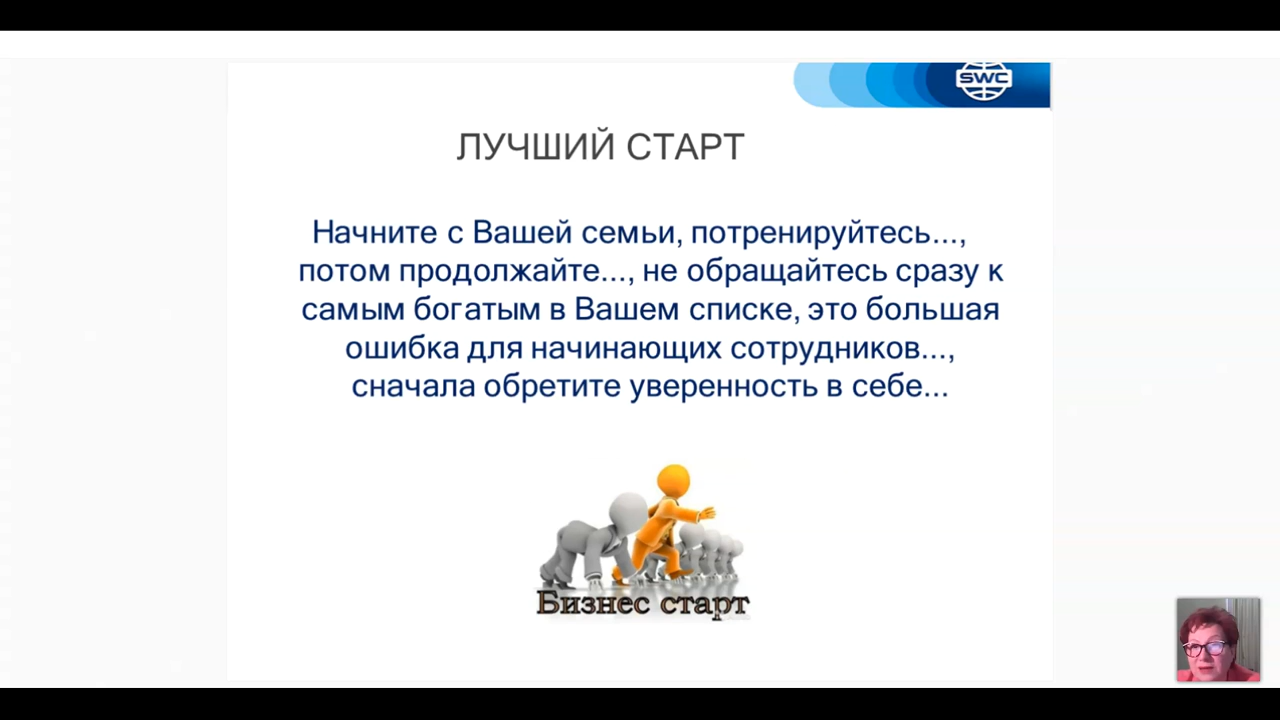 SWC
ЛУЧШИЙ СТАРТ
Начните с Вашей семьи, потренируйтесь...,
потом продолжайте..., не обращайтесь сразу к
самым богатым в Вашем списке, это большая
ошибка для начинающих сотрудников...,
сначала обретите уверенность в себе...
Бизнес старт